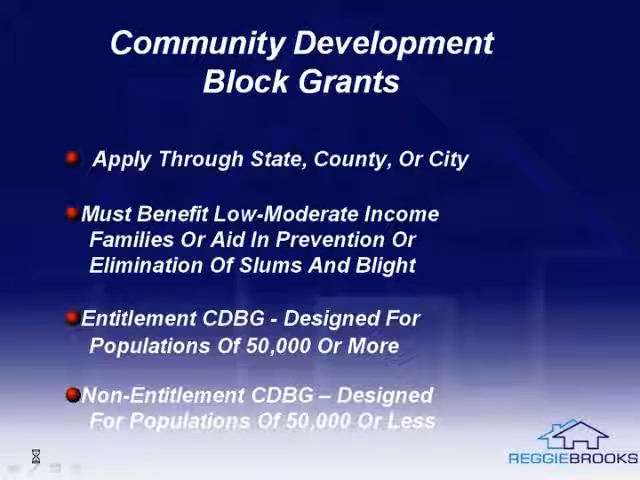 Community Development
Block Grants
Apply Through State, County, Or City
Must Benefit Low-Moderate Income
Families Or Aid In Prevention Or
Elimination Of Slums And Blight
Entitlement CDBG - Designed For
Populations Of 50,000 Or More
Non-Entitlement CDBG – Designed
For Populations Of 50,000 Or Less
REGGIEBROOKS